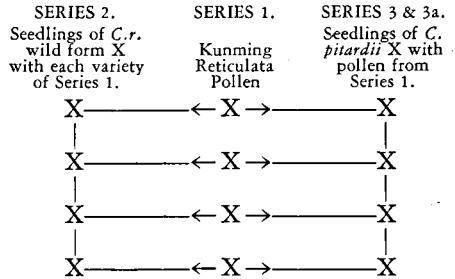 SERIES 2.
Seedlings of C.r.
wild form X
with each variety
of Series 1.
SERIES 1.
Kunming
Reticulata
Pollen
SERIES 3 & 3a.
Seedlings of C.
pitardii X with
pollen from
Series 1.
X ← X → X
X ← X → X
X ← X → X
X ← X → X